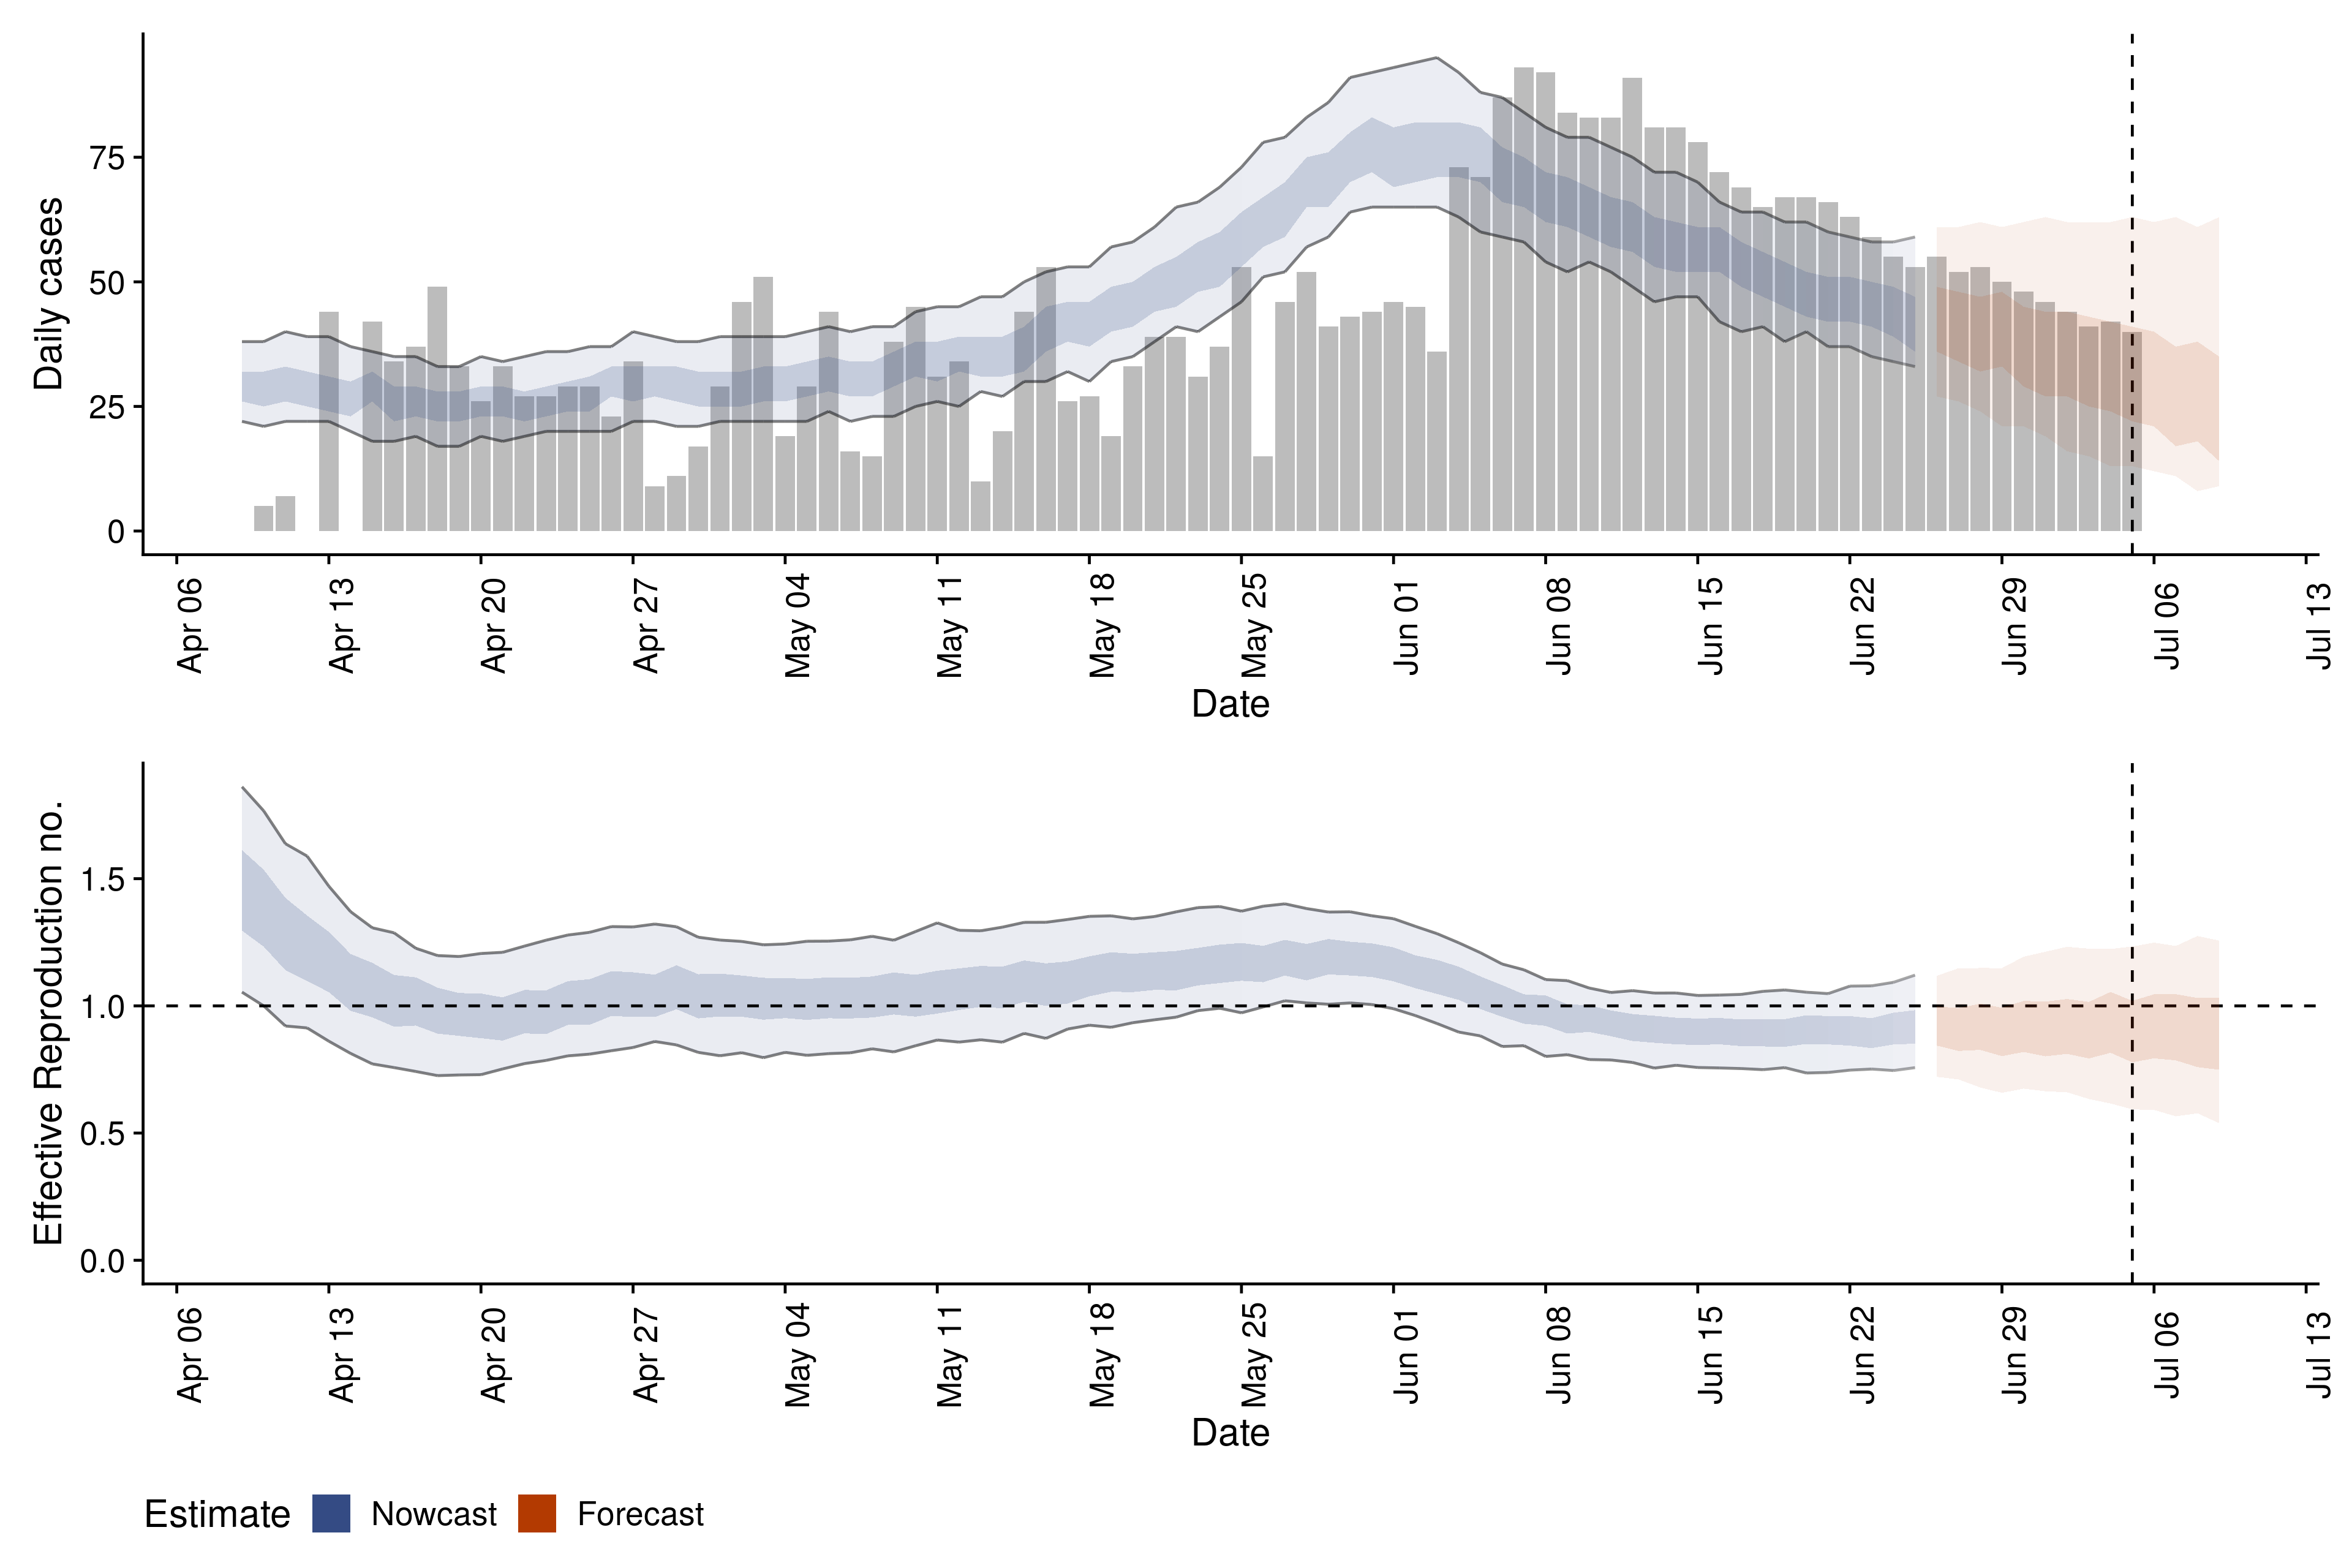 Daily cases
75
50
25
0
Apr 06
Apr 13
Apr 20
Apr 27
May 04
May 11
May 18
May 25
Jun 01
Jun 08
Jun 15
Jun 22
Jun 29
Jul 06
Jul 13
Date
Effective Reproduction no.
1.5
1.0
0.5
0.0
Apr 06
Apr 13
Apr 20
Apr 27
May 04
May 11
May 18
May 25
Jun 01
Jun 08
Jun 15
Jun 22
Jun 29
Jul 06
Jul 13
Date
Estimate Nowcast Forecast